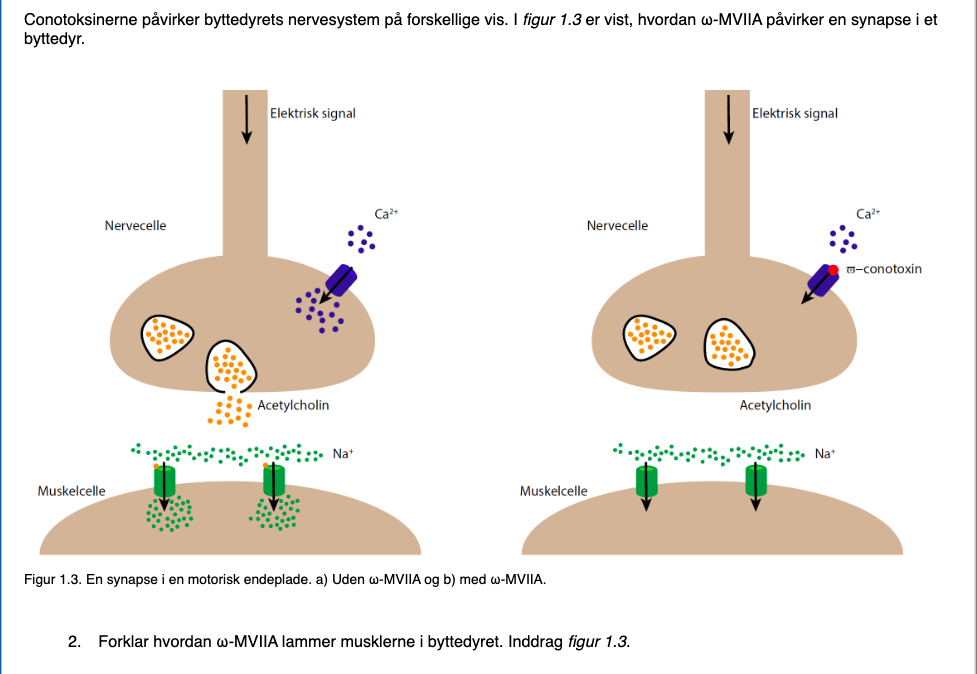 Conotoksinerne påvirker byttedyrets nervesystem på forskellige vis. I figur 1.3 er vist, hvordan ω-MVIIA påvirker en synapse i et
byttedyr.
Elektrisk signal
Elektrisk signal
Ca²⁺
Ca²⁺
Nervecelle
Nervecelle
ϖ–conotoxin
Acetylcholin
Acetylcholin
Na⁺
Na⁺
Muskelcelle
Muskelcelle
Figur 1.3. En synapse i en motorisk endeplade. a) Uden ω-MVIIA og b) med ω-MVIIA.
2. Forklar hvordan ω-MVIIA lammer musklerne i byttedyret. Inddrag figur 1.3.